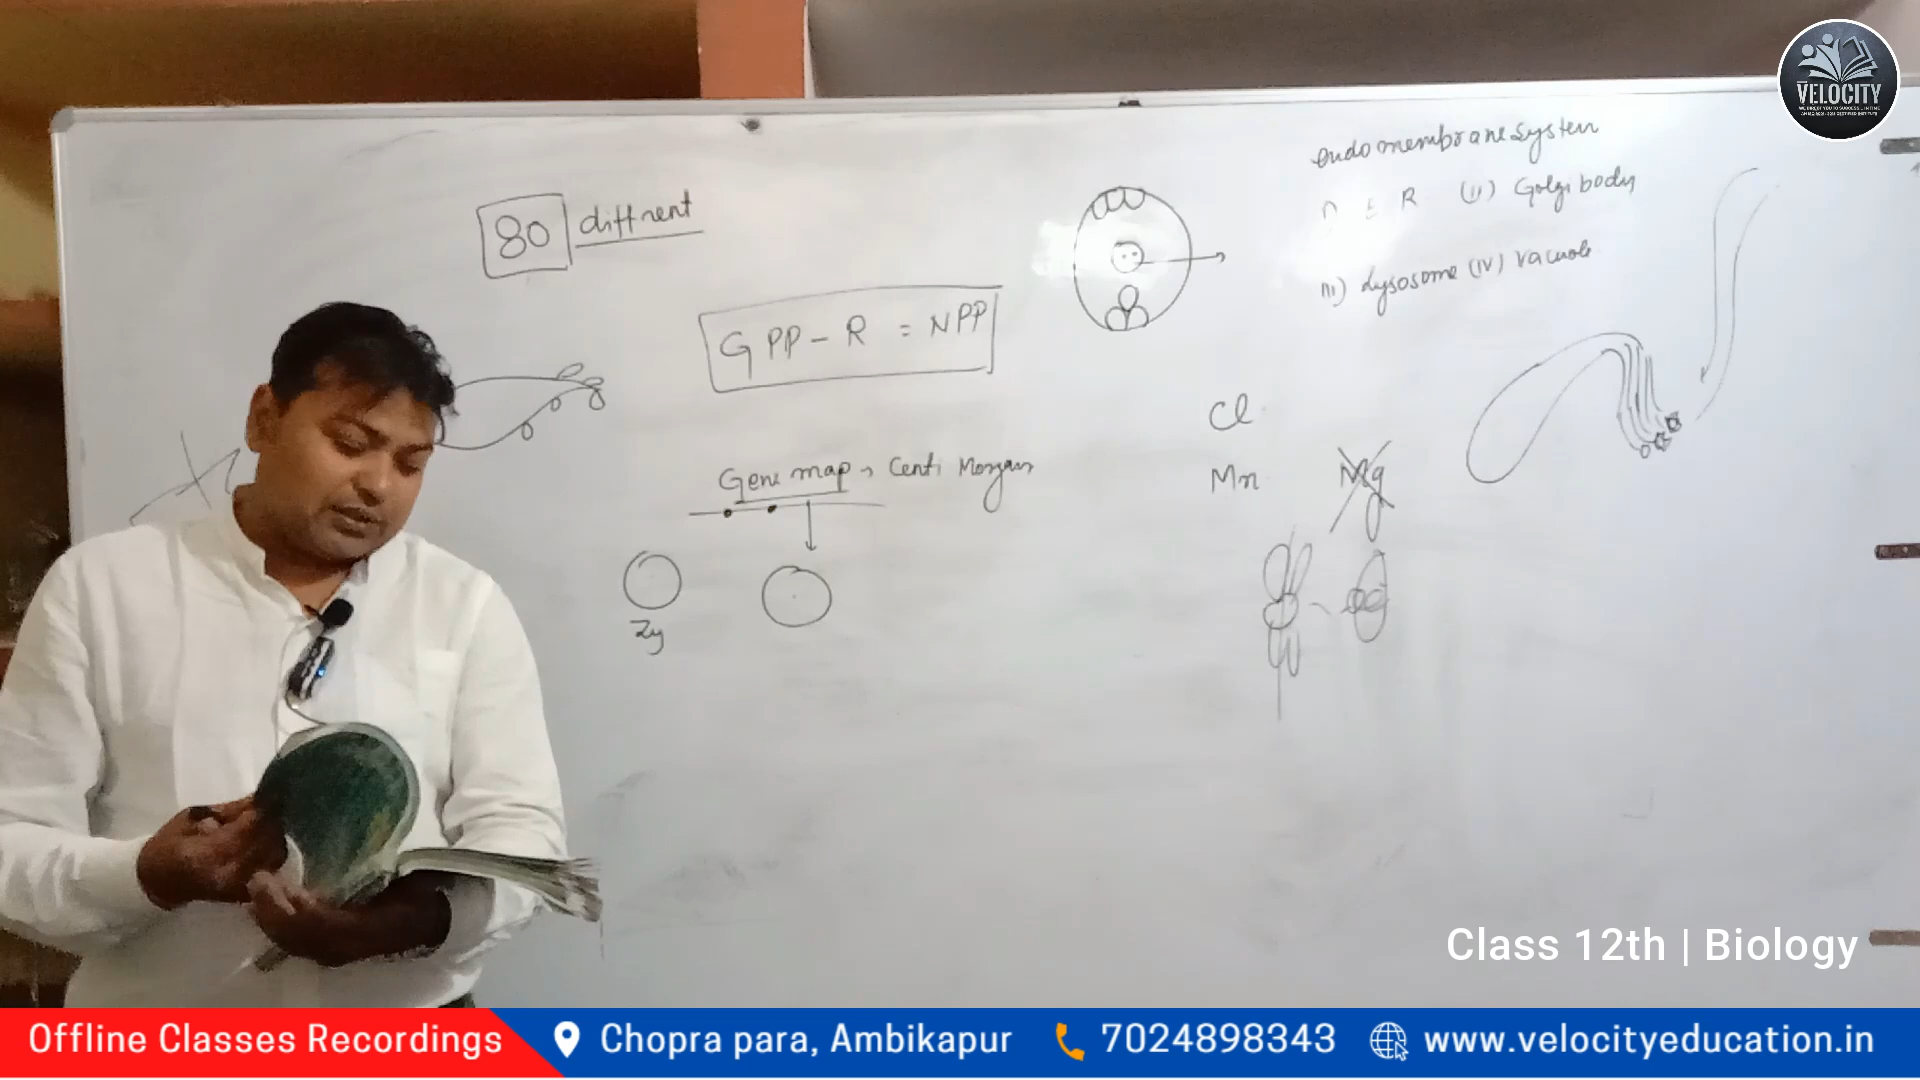 VELOCITY
endomembrane system
E R (ii) Golgi body
80 diffrent
iii) Lysosome (iv) vacuole
GPP - R = NPP
Cl
Gene map → Centi Morgan
Mn Mg
Zy
Class 12th | Biology
Offline Classes Recordings Chopra para, Ambikapur 7024898343 www.velocityeducation.in